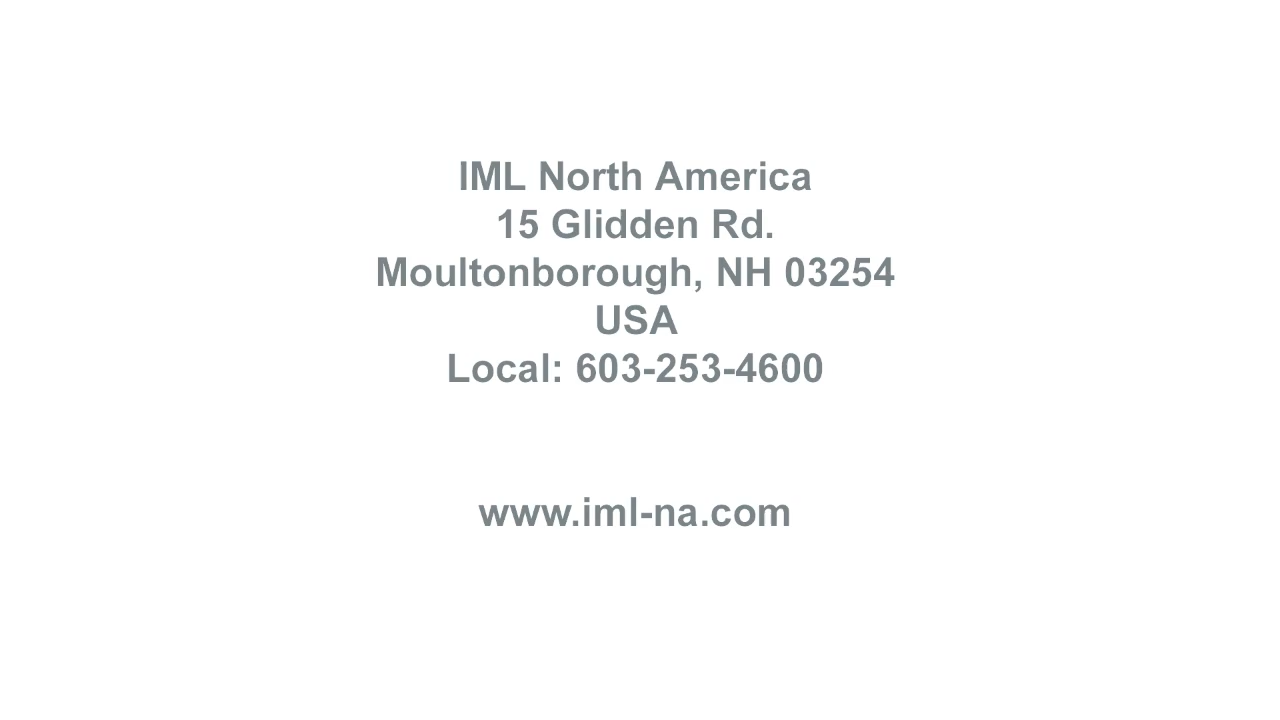 IML North America
15 Glidden Rd.
Moultonborough, NH 03254
USA
Local: 603-253-4600
www.iml-na.com